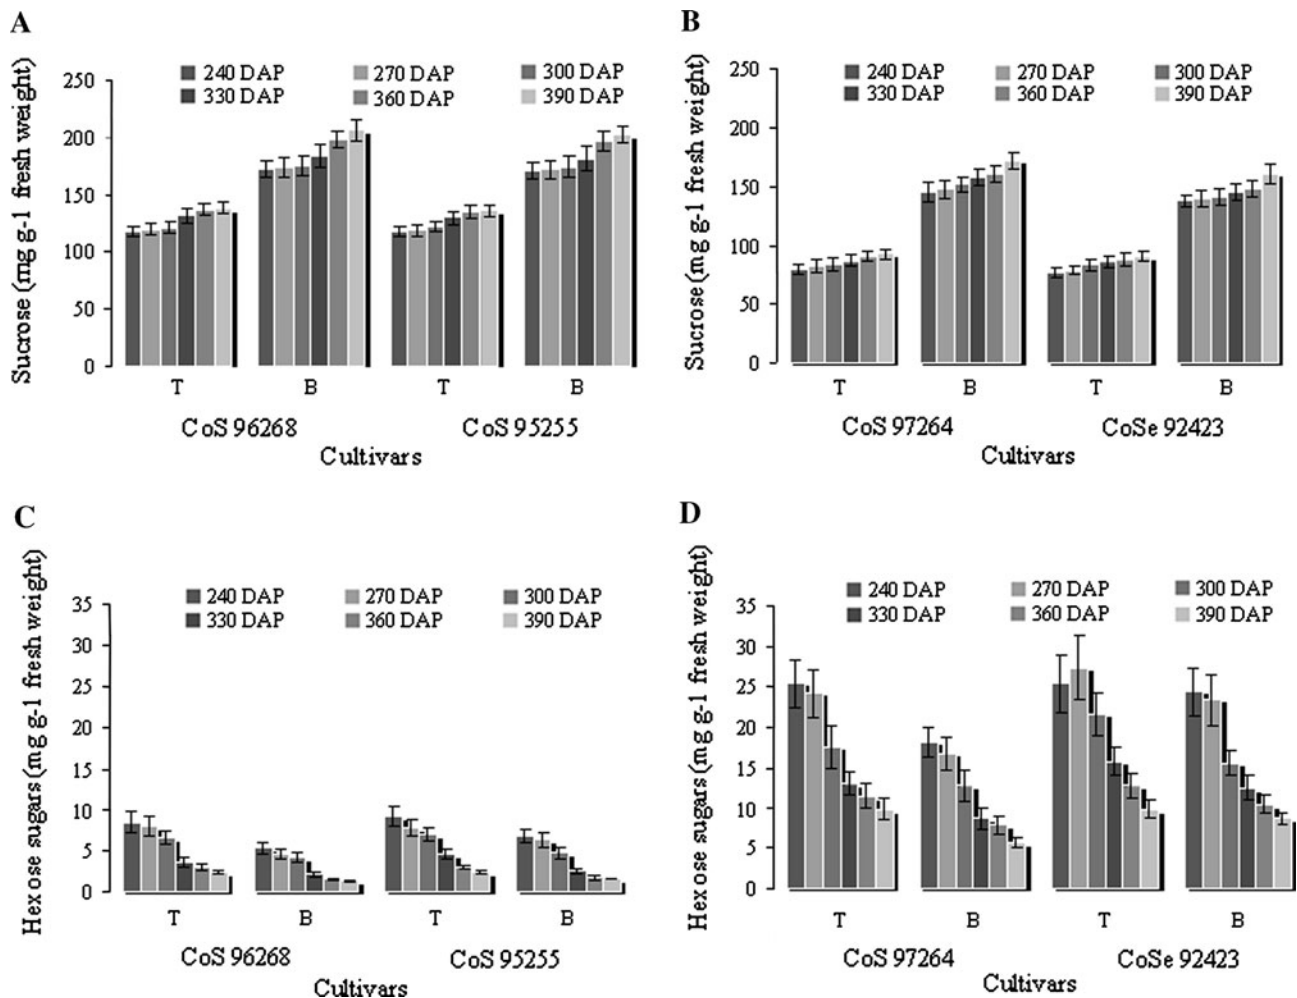 A
Sucrose (mg g-1 fresh weight)
240 DAP 270 DAP 300 DAP
330 DAP 360 DAP 390 DAP
250
200
150
100
50
0
T B T B
CoS 96268 CoS 95255
Cultivars
B
Sucrose (mg g-1 fresh weight)
240 DAP 270 DAP 300 DAP
330 DAP 360 DAP 390 DAP
250
200
150
100
50
0
T B T B
CoS 97264 CoSe 92423
Cultivars
C
Hexose sugars (mg g-1 fresh weight)
240 DAP 270 DAP 300 DAP
330 DAP 360 DAP 390 DAP
35
30
25
20
15
10
5
0
T B T B
CoS 96268 CoS 95255
Cultivars
D
Hexose sugars (mg g-1 fresh weight)
240 DAP 270 DAP 300 DAP
330 DAP 360 DAP 390 DAP
35
30
25
20
15
10
5
0
T B T B
CoS 97264 CoSe 92423
Cultivars